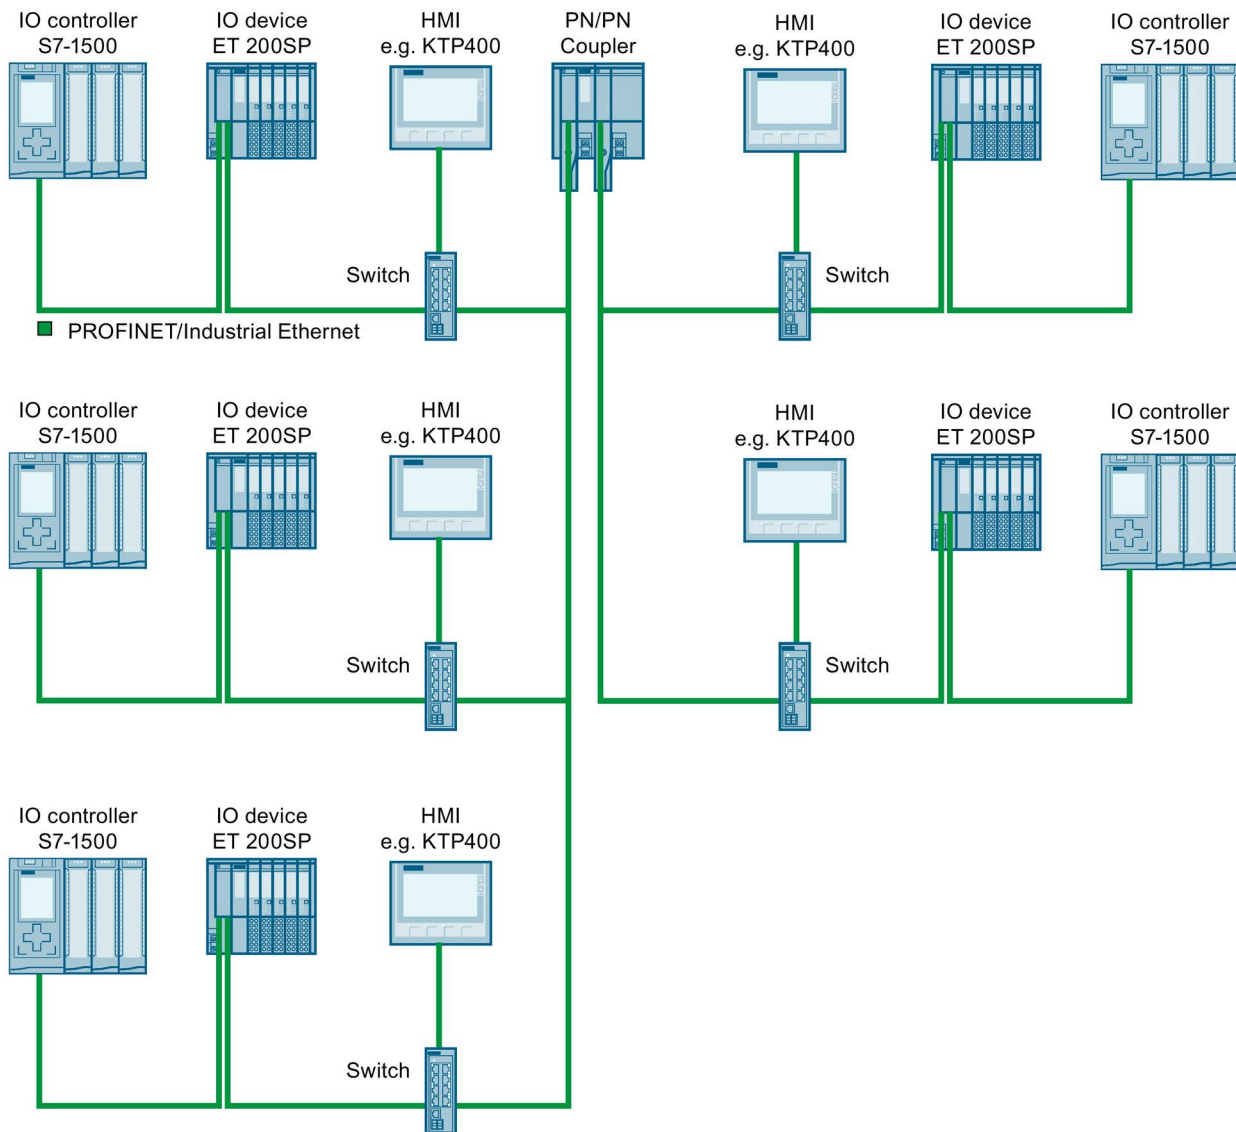 IO controller
S7-1500
IO device
ET 200SP
HMI
e.g. KTP400
PN/PN
Coupler
HMI
e.g. KTP400
IO device
ET 200SP
IO controller
S7-1500
Switch
Switch
PROFINET/Industrial Ethernet
IO controller
S7-1500
IO device
ET 200SP
HMI
e.g. KTP400
HMI
e.g. KTP400
IO device
ET 200SP
IO controller
S7-1500
Switch
Switch
IO controller
S7-1500
IO device
ET 200SP
HMI
e.g. KTP400
Switch